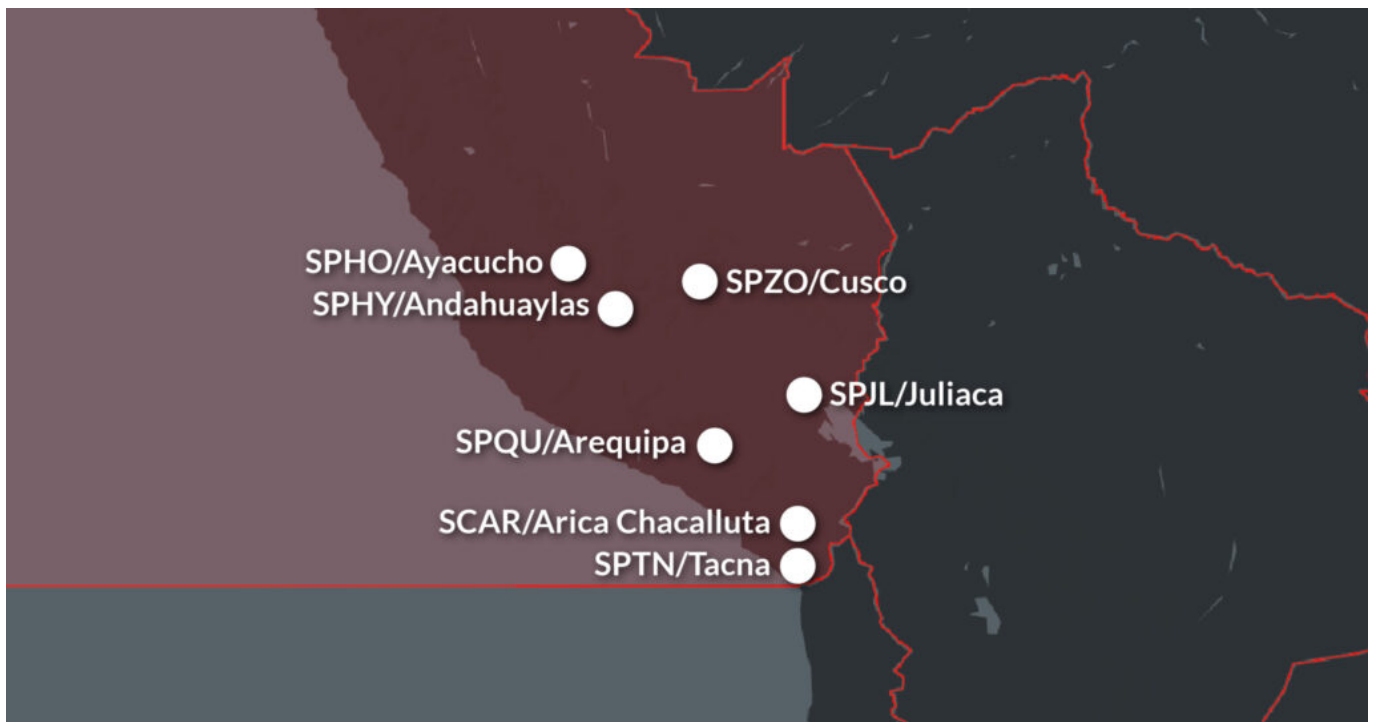 SPHO/Ayacucho
SPZO/Cusco
SPHY/Andahuaylas
SPJL/Juliaca
SPQU/Arequipa
SCAR/Arica Chacalluta
SPTN/Tacna